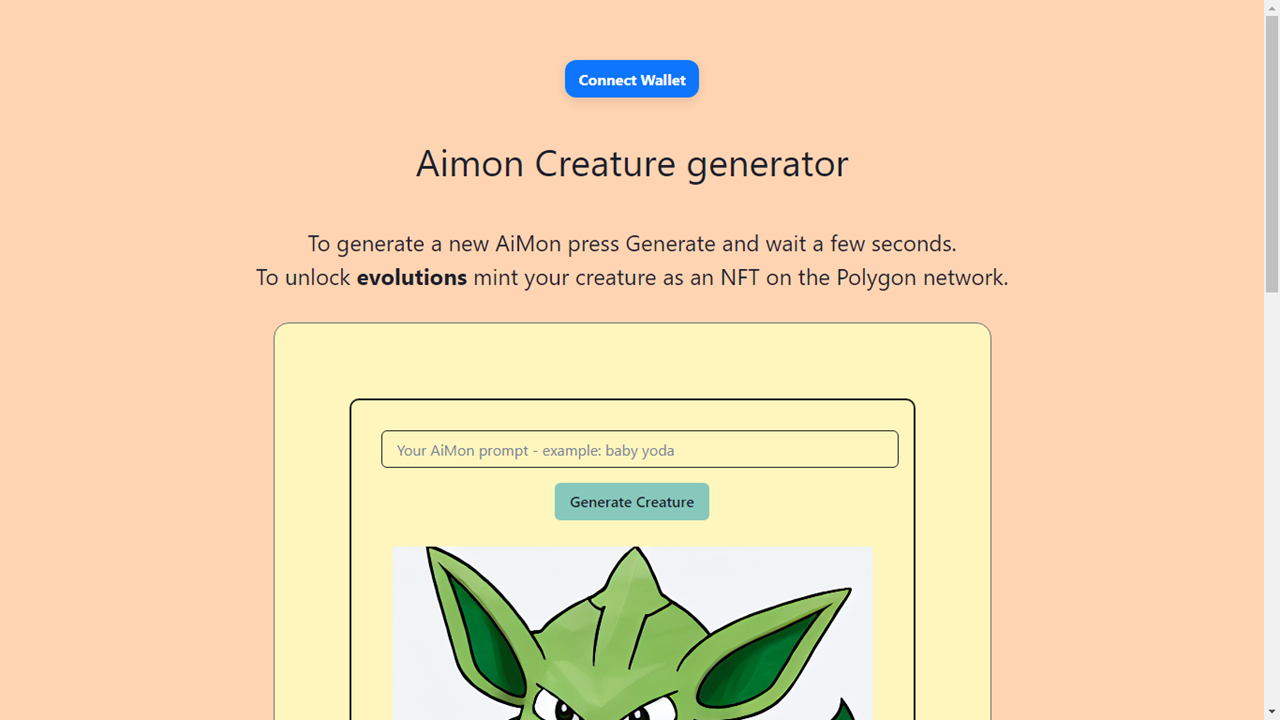 Connect Wallet
Aimon Creature generator
To generate a new AiMon press Generate and wait a few seconds.
To unlock evolutions mint your creature as an NFT on the Polygon network.
Your AiMon prompt - example: baby yoda
Generate Creature